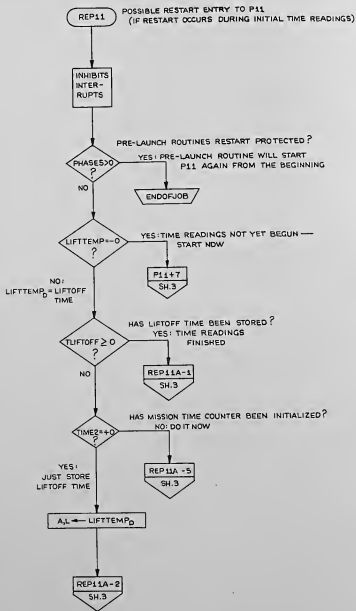 REP11
POSSIBLE RESTART ENTRY TO P11
(IF RESTART OCCURS DURING INITIAL TIME READINGS)
INHIBITS
INTER-
RUPTS
PRE-LAUNCH ROUTINES RESTART PROTECTED?
PHASE5>0
?
YES: PRE-LAUNCH ROUTINE WILL START
P11 AGAIN FROM THE BEGINNING
ENDOFJOB
NO
LIFTTEMP=-0
?
YES: TIME READINGS NOT YET BEGUN —
START NOW
P11+7
SH.3
NO:
LIFTTEMPD = LIFTOFF
TIME
HAS LIFTOFF TIME BEEN STORED?
TLIFTOFF ≥ 0
?
YES: TIME READINGS
FINISHED
REP11A-1
SH.3
NO
HAS MISSION TIME COUNTER BEEN INITIALIZED?
TIME2=+0
?
NO: DO IT NOW
REP11A-5
SH.3
YES:
JUST STORE
LIFTOFF TIME
A,L ← LIFTTEMPD
REP11A-2
SH.3